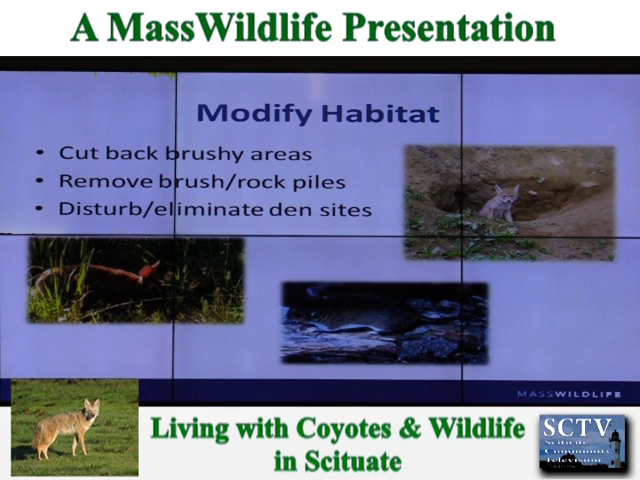 A MassWildlife Presentation
Modify Habitat
• Cut back brushy areas
• Remove brush/rock piles
• Disturb/eliminate den sites
MASSWILDLIFE
Living with Coyotes & Wildlife
in Scituate
SCTV
Scituate
Community
Television